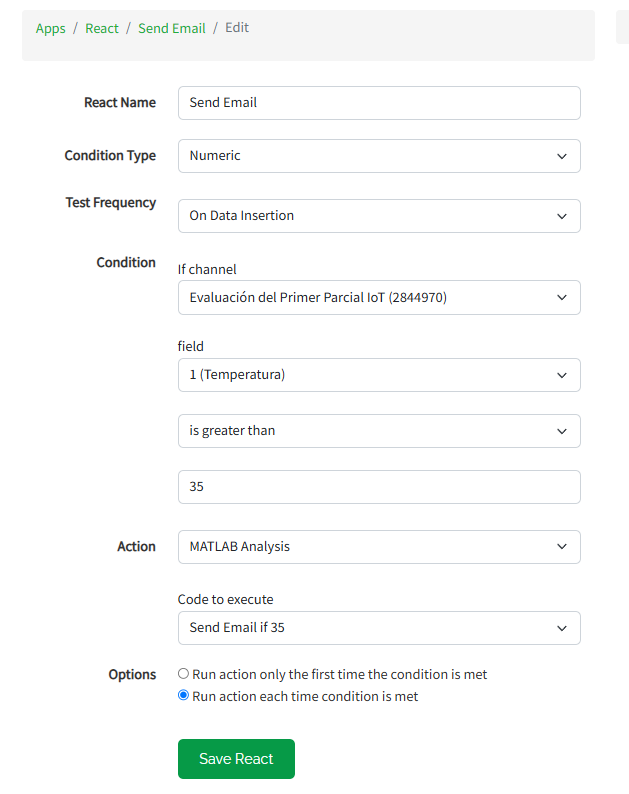 Apps / React / Send Email / Edit
React Name Send Email
Condition Type Numeric
Test Frequency On Data Insertion
Condition If channel
Evaluación del Primer Parcial IoT (2844970)
field
1 (Temperatura)
is greater than
35
Action MATLAB Analysis
Code to execute
Send Email if 35
Options Run action only the first time the condition is met
Run action each time condition is met
Save React